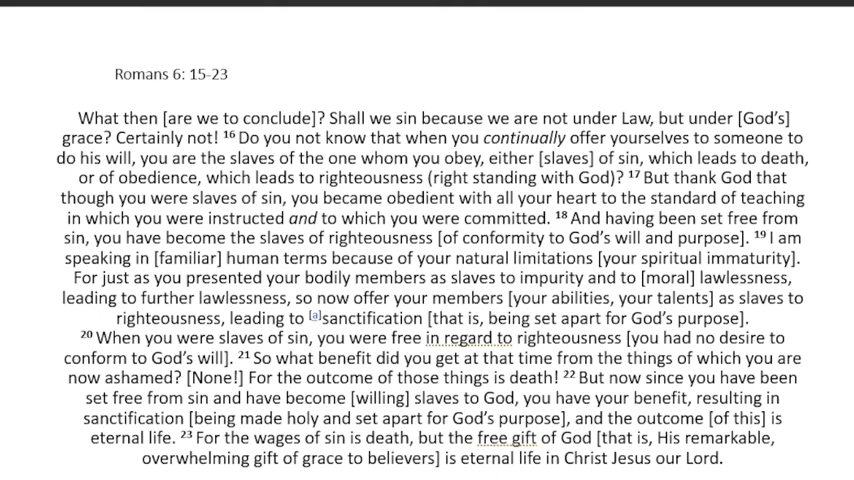 Romans 6: 15-23
What then [are we to conclude]? Shall we sin because we are not under Law, but under [God’s]
grace? Certainly not! 16 Do you not know that when you continually offer yourselves to someone to
do his will, you are the slaves of the one whom you obey, either [slaves] of sin, which leads to death,
or of obedience, which leads to righteousness (right standing with God)? 17 But thank God that
though you were slaves of sin, you became obedient with all your heart to the standard of teaching
in which you were instructed and to which you were committed. 18 And having been set free from
sin, you have become the slaves of righteousness [of conformity to God’s will and purpose]. 19 I am
speaking in [familiar] human terms because of your natural limitations [your spiritual immaturity].
For just as you presented your bodily members as slaves to impurity and to [moral] lawlessness,
leading to further lawlessness, so now offer your members [your abilities, your talents] as slaves to
righteousness, leading to [a]sanctification [that is, being set apart for God’s purpose].
20 When you were slaves of sin, you were free in regard to righteousness [you had no desire to
conform to God’s will]. 21 So what benefit did you get at that time from the things of which you are
now ashamed? [None!] For the outcome of those things is death! 22 But now since you have been
set free from sin and have become [willing] slaves to God, you have your benefit, resulting in
sanctification [being made holy and set apart for God’s purpose], and the outcome [of this] is
eternal life. 23 For the wages of sin is death, but the free gift of God [that is, His remarkable,
overwhelming gift of grace to believers] is eternal life in Christ Jesus our Lord.